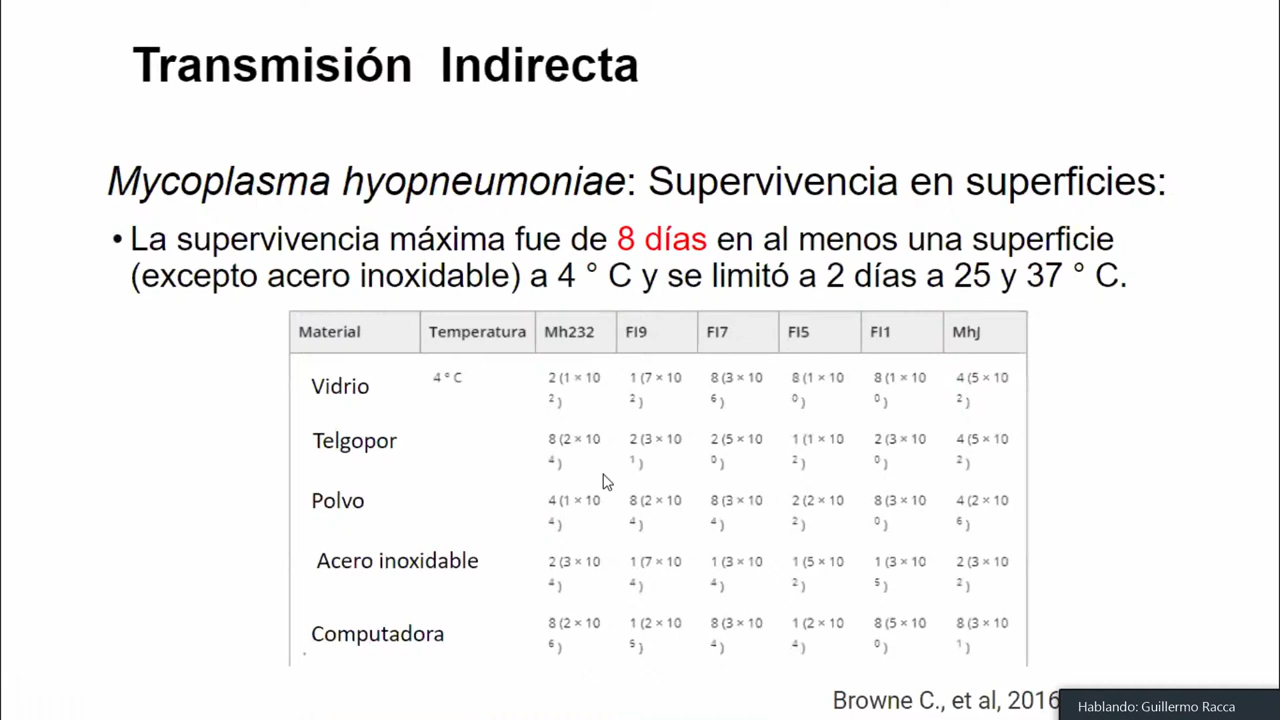 Transmisión Indirecta
Mycoplasma hyopneumoniae: Supervivencia en superficies:
• La supervivencia máxima fue de 8 días en al menos una superficie
(excepto acero inoxidable) a 4 ° C y se limitó a 2 días a 25 y 37 ° C.
Material Temperatura Mh232 FI9 FI7 FI5 FI1 MhJ
Vidrio 4 ° C 2 (1 × 10 1 (7 × 10 8 (3 × 10 8 (1 × 10 8 (1 × 10 4 (5 × 10
2 ) 2 ) 6 ) 0 ) 0 ) 2 )
Telgopor 8 (2 × 10 2 (3 × 10 2 (5 × 10 1 (1 × 10 2 (3 × 10 4 (5 × 10
4 ) 1 ) 0 ) 2 ) 0 ) 2 )
Polvo 4 (1 × 10 8 (2 × 10 8 (3 × 10 2 (2 × 10 8 (3 × 10 4 (2 × 10
4 ) 4 ) 4 ) 2 ) 0 ) 6 )
Acero inoxidable 2 (3 × 10 1 (7 × 10 1 (3 × 10 1 (5 × 10 1 (3 × 10 2 (3 × 10
4 ) 4 ) 4 ) 2 ) 5 ) 2 )
Computadora 8 (2 × 10 1 (2 × 10 8 (3 × 10 1 (2 × 10 8 (5 × 10 8 (3 × 10
6 ) 5 ) 4 ) 4 ) 0 ) 1 )
Browne C., et al, 2016
Hablando: Guillermo Racca